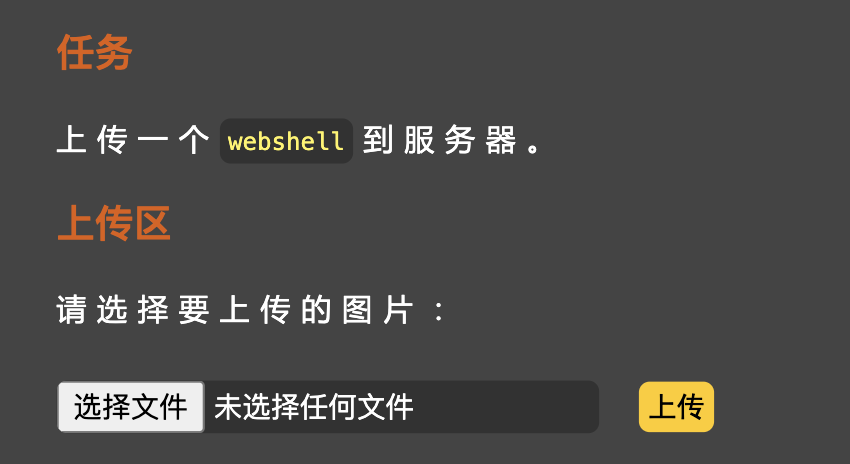 任务
上传一个 webshell 到服务器。
上传区
请选择要上传的图片：
选择文件 未选择任何文件 上传